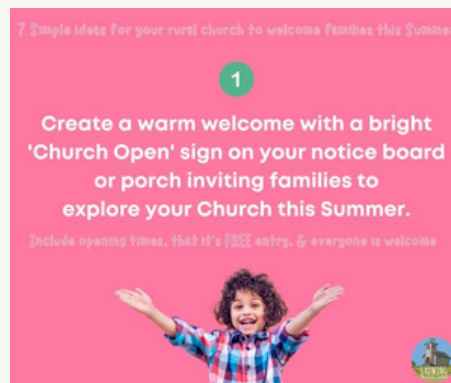 7 Simple ideas for your rural church to welcome families this Summer
1
Create a warm welcome with a bright
'Church Open' sign on your notice board
or porch inviting families to
explore your Church this Summer.
Include opening times, that it's FREE entry, & everyone is welcome